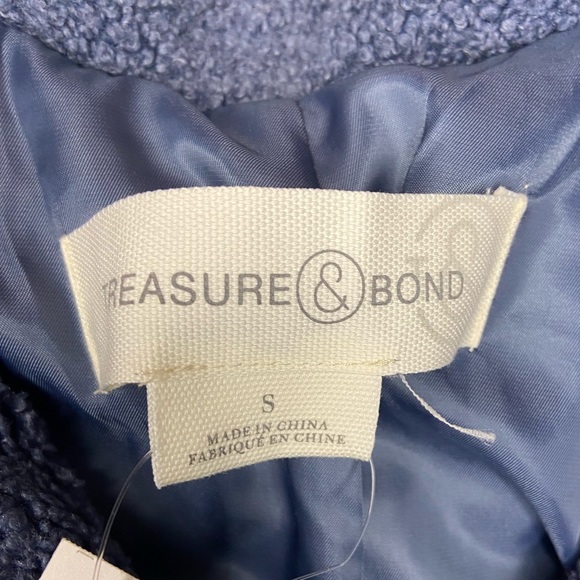 TREASURE & BOND
S
MADE IN CHINA
FABRIQUÉ EN CHINE